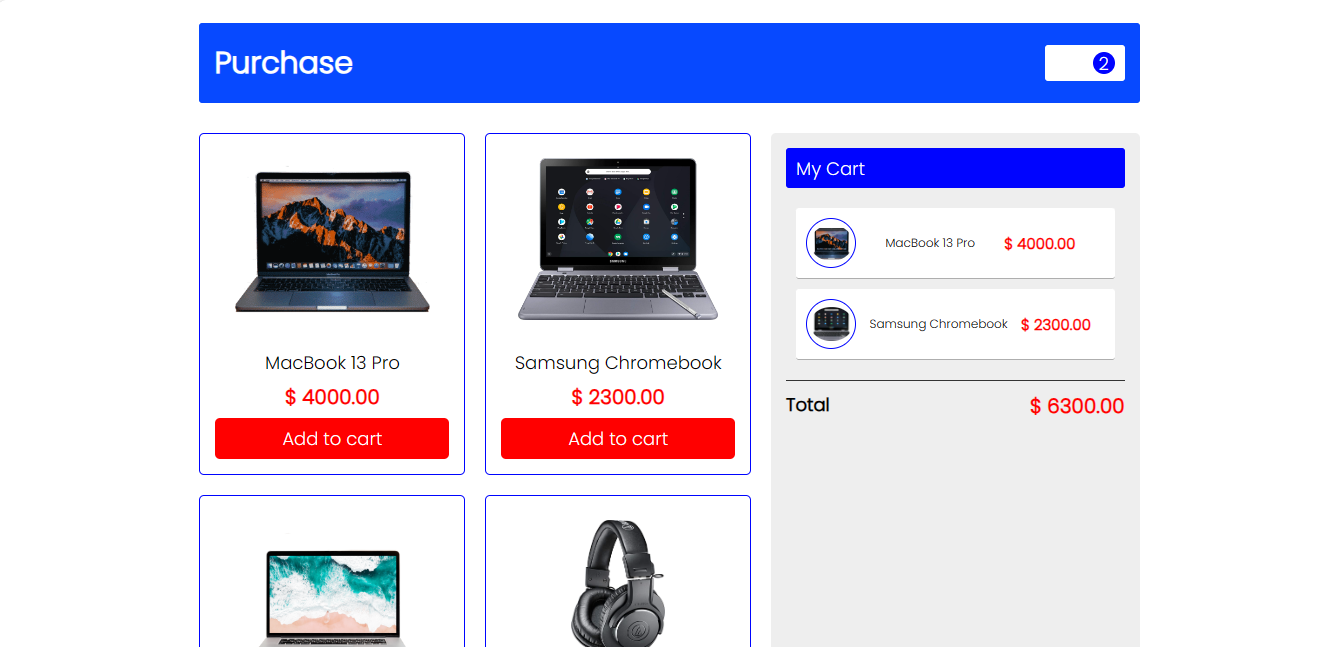 Purchase
2
MacBook 13 Pro
$ 4000.00
Add to cart
SAMSUNG
Samsung Chromebook
$ 2300.00
Add to cart
My Cart
MacBook 13 Pro
$ 4000.00
Samsung Chromebook
$ 2300.00
Total
$ 6300.00